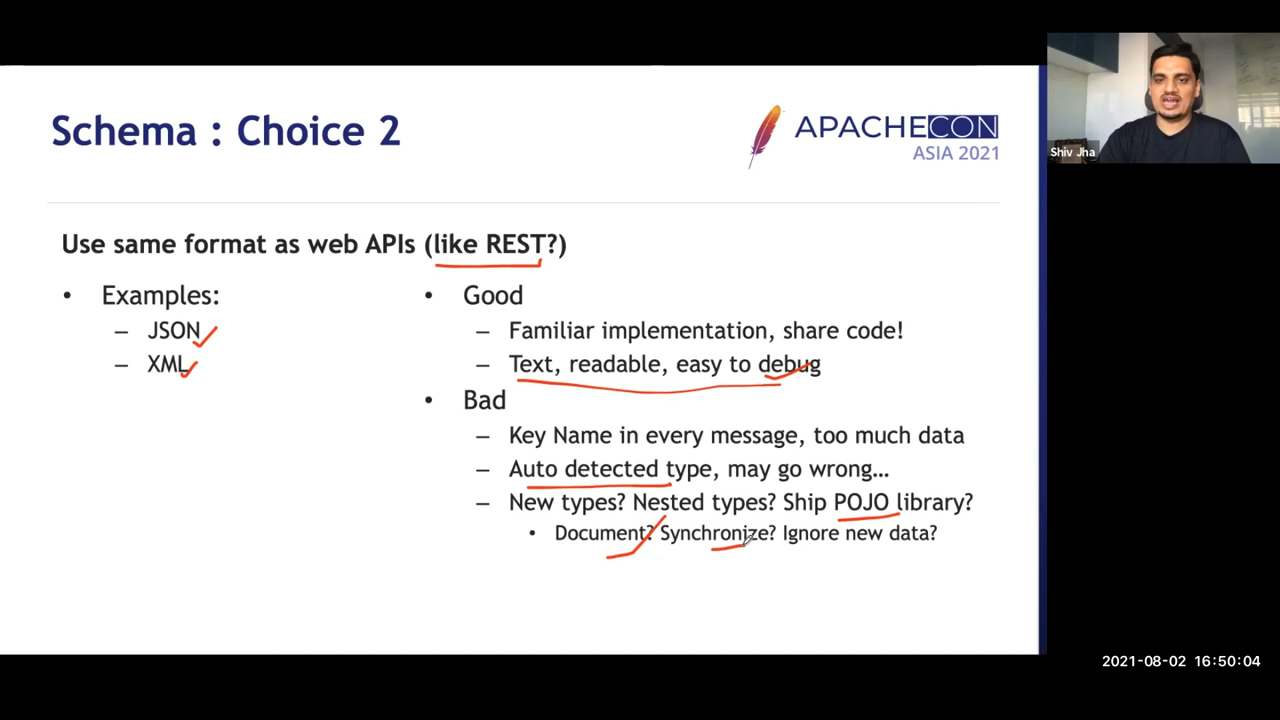 Schema : Choice 2
APACHECON
ASIA 2021
Shiv Jha
Use same format as web APIs (like REST?)
• Examples:
– JSON
– XML
• Good
– Familiar implementation, share code!
– Text, readable, easy to debug
• Bad
– Key Name in every message, too much data
– Auto detected type, may go wrong…
– New types? Nested types? Ship POJO library?
• Document? Synchronize? Ignore new data?
2021-08-02 16:50:04